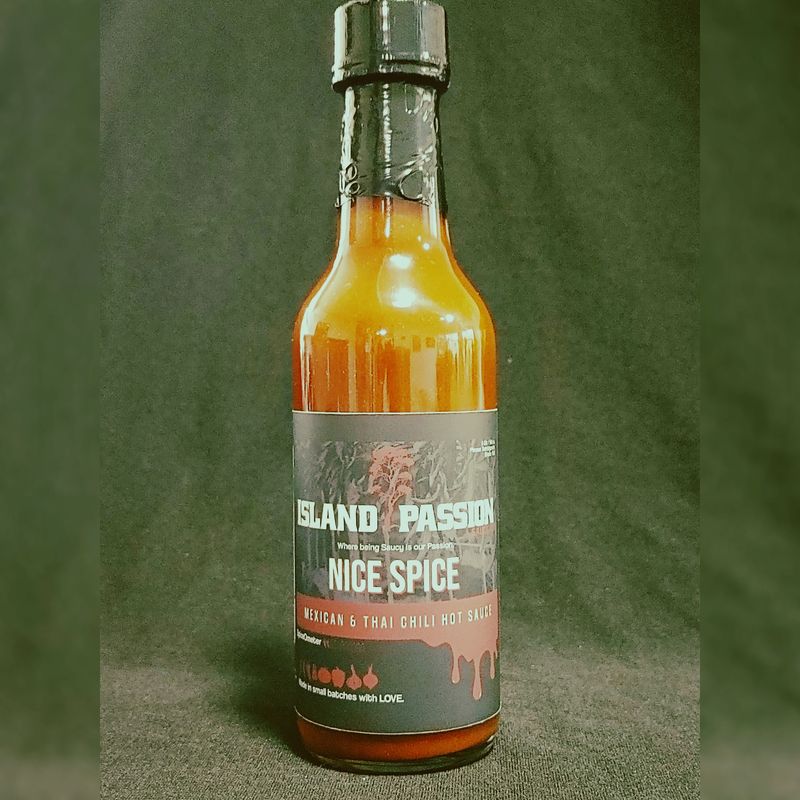 ISLAND PASSION
Where being Saucy is our Passion
NICE SPICE
MEXICAN & THAI CHILI HOT SAUCE
Made in small batches with LOVE.